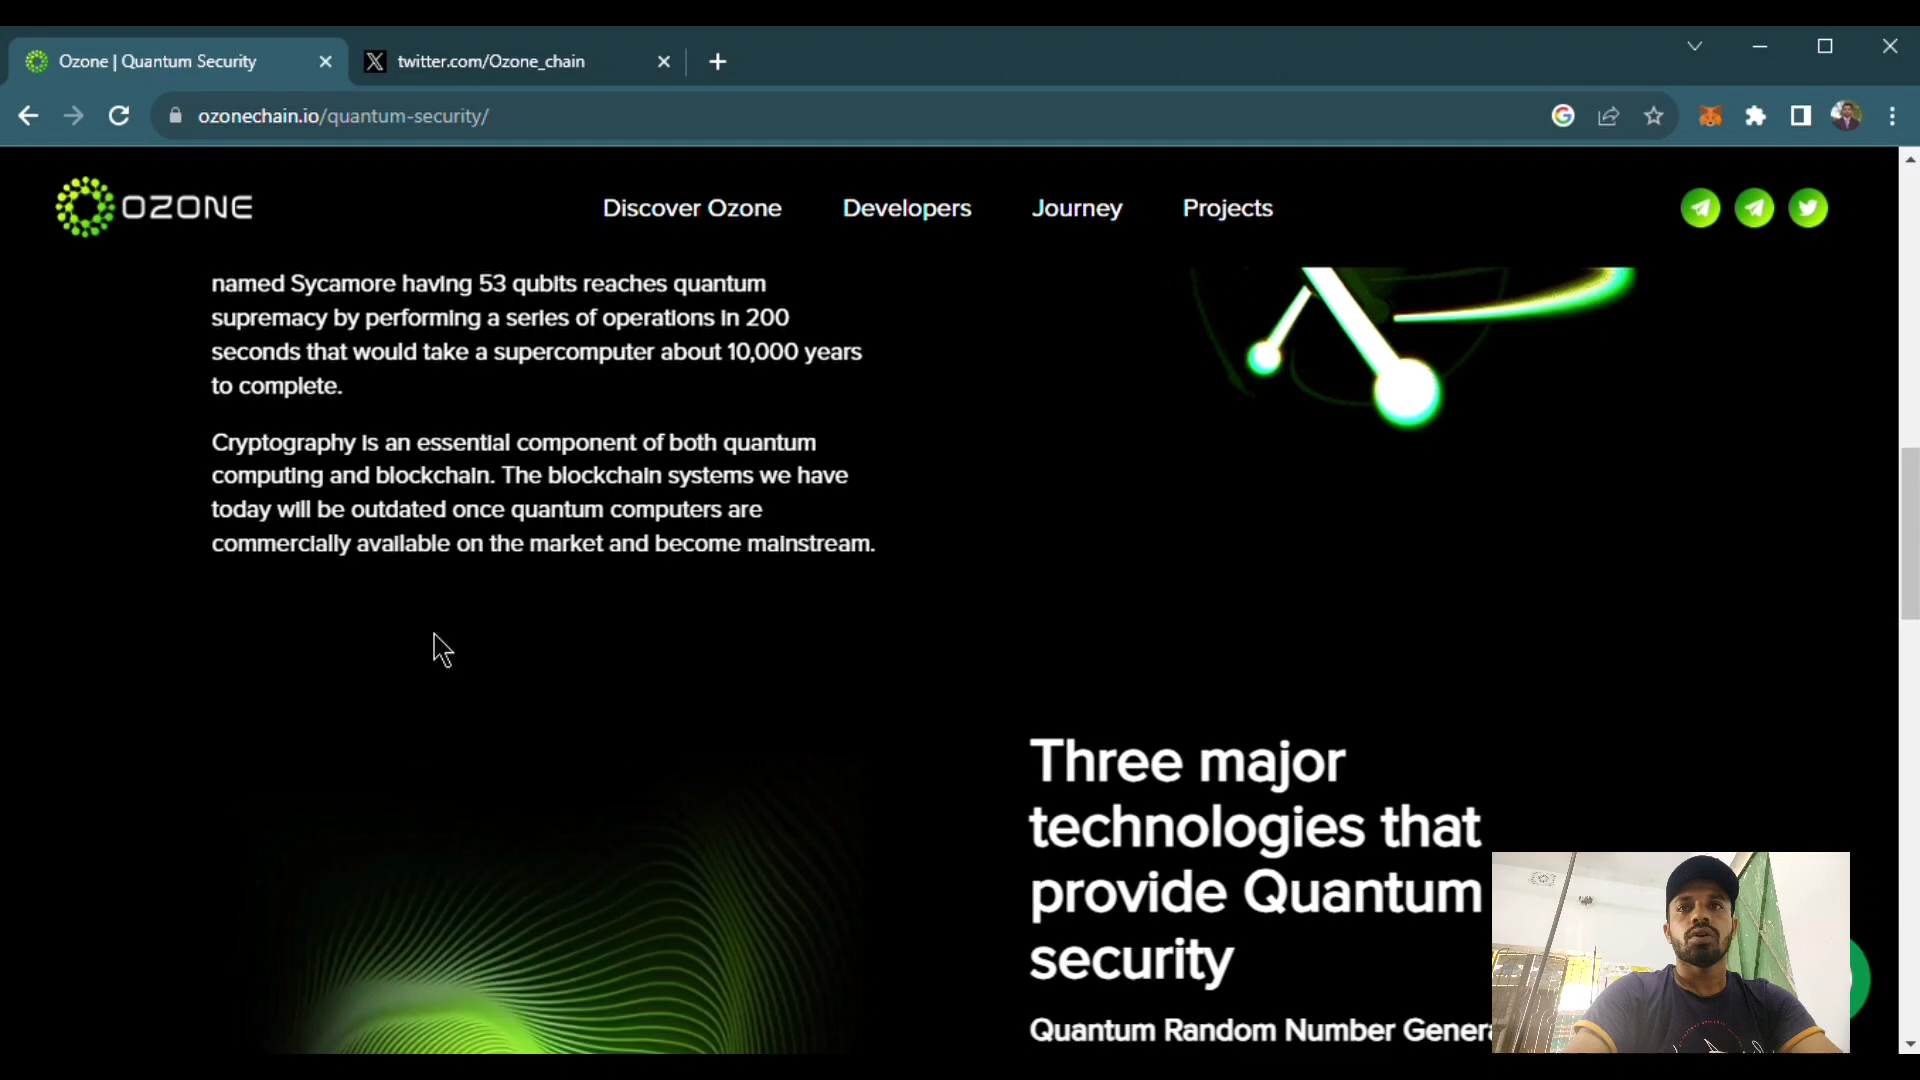 Ozone | Quantum Security
twitter.com/Ozone_chain
ozonechain.io/quantum-security/
OZONE
Discover Ozone
Developers
Journey
Projects
named Sycamore having 53 qubits reaches quantum
supremacy by performing a series of operations in 200
seconds that would take a supercomputer about 10,000 years
to complete.
Cryptography is an essential component of both quantum
computing and blockchain. The blockchain systems we have
today will be outdated once quantum computers are
commercially available on the market and become mainstream.
Three major
technologies that
provide Quantum
security
Quantum Random Number Genera